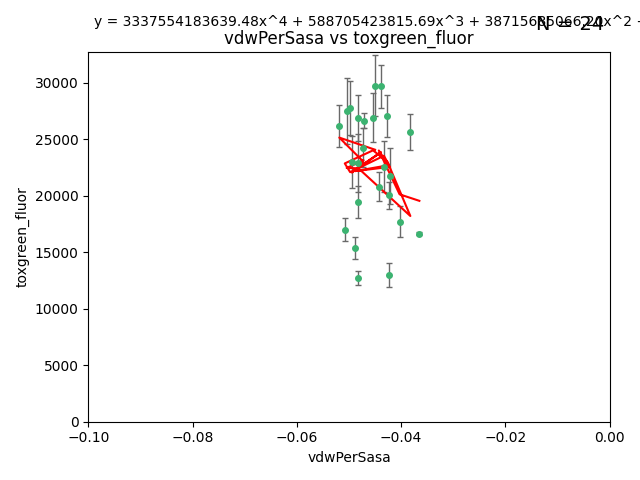 y = 3337554183639.48x^4 + 588705423815.69x^3 + 
N = 24
vdwPerSasa vs toxgreen_fluor
30000
25000
20000
15000
10000
5000
0
toxgreen_fluor
−0.10
−0.08
−0.06
−0.04
−0.02
0.00
vdwPerSasa